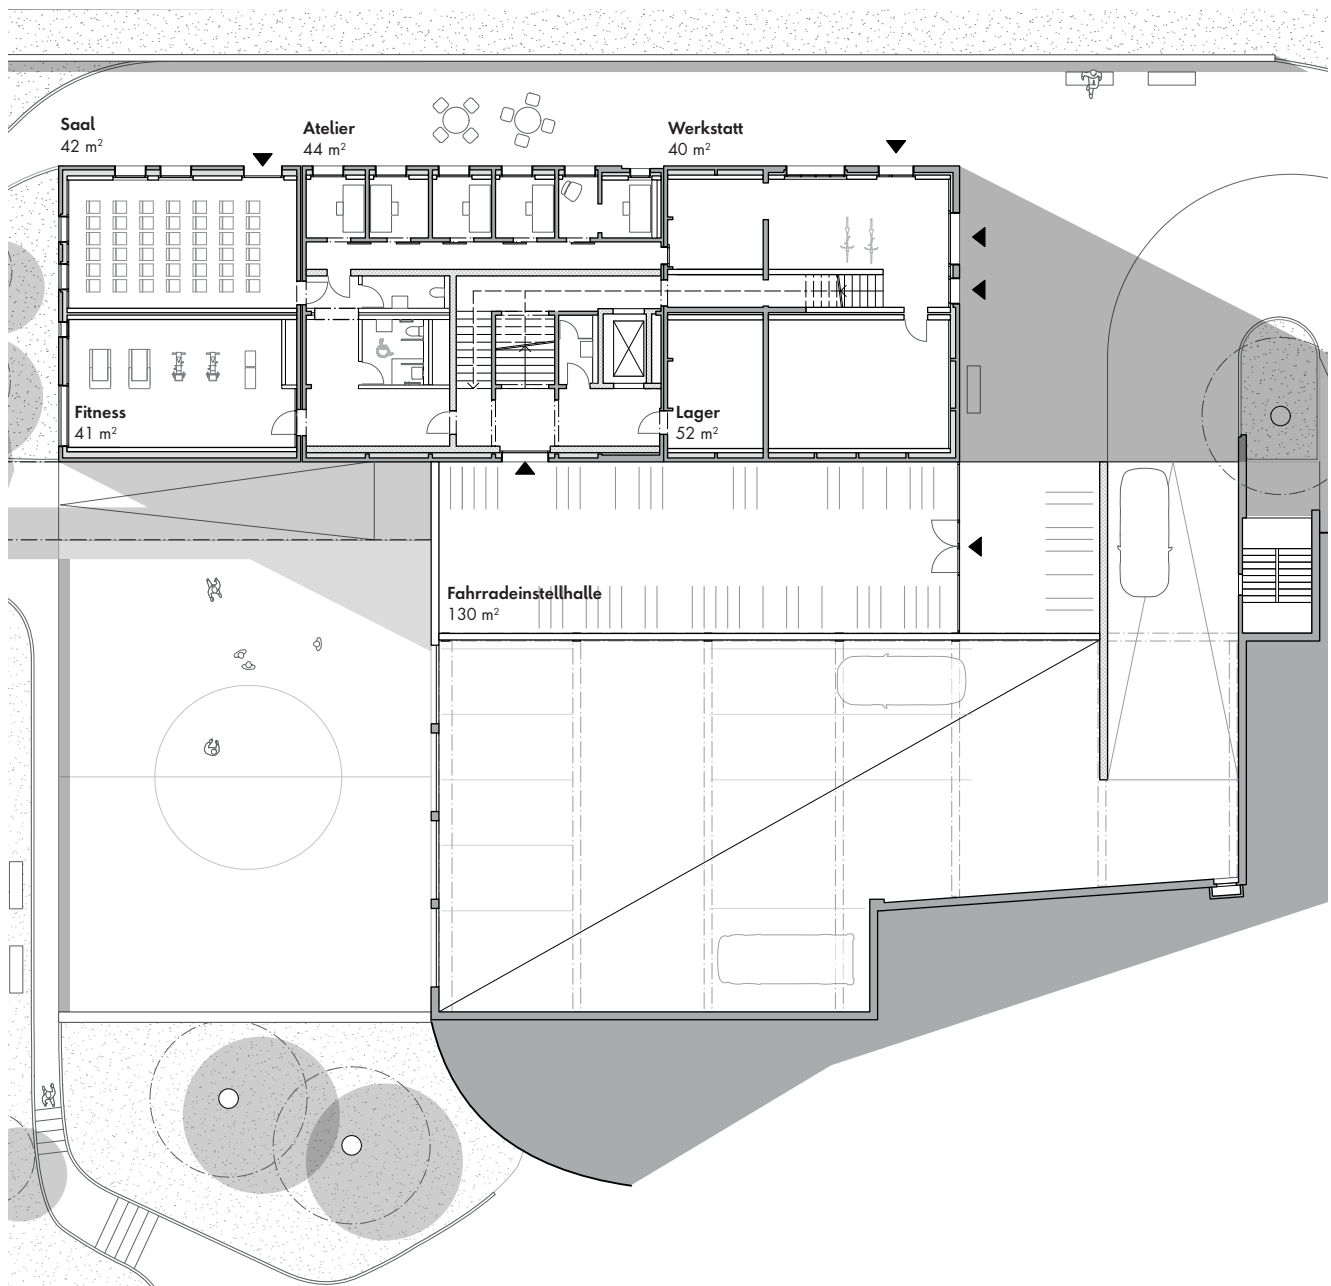 Saal
42 m²
Atelier
44 m²
Werkstatt
40 m²
Fitness
41 m²
Lager
52 m²
Fahrradeinstellhalle
130 m²